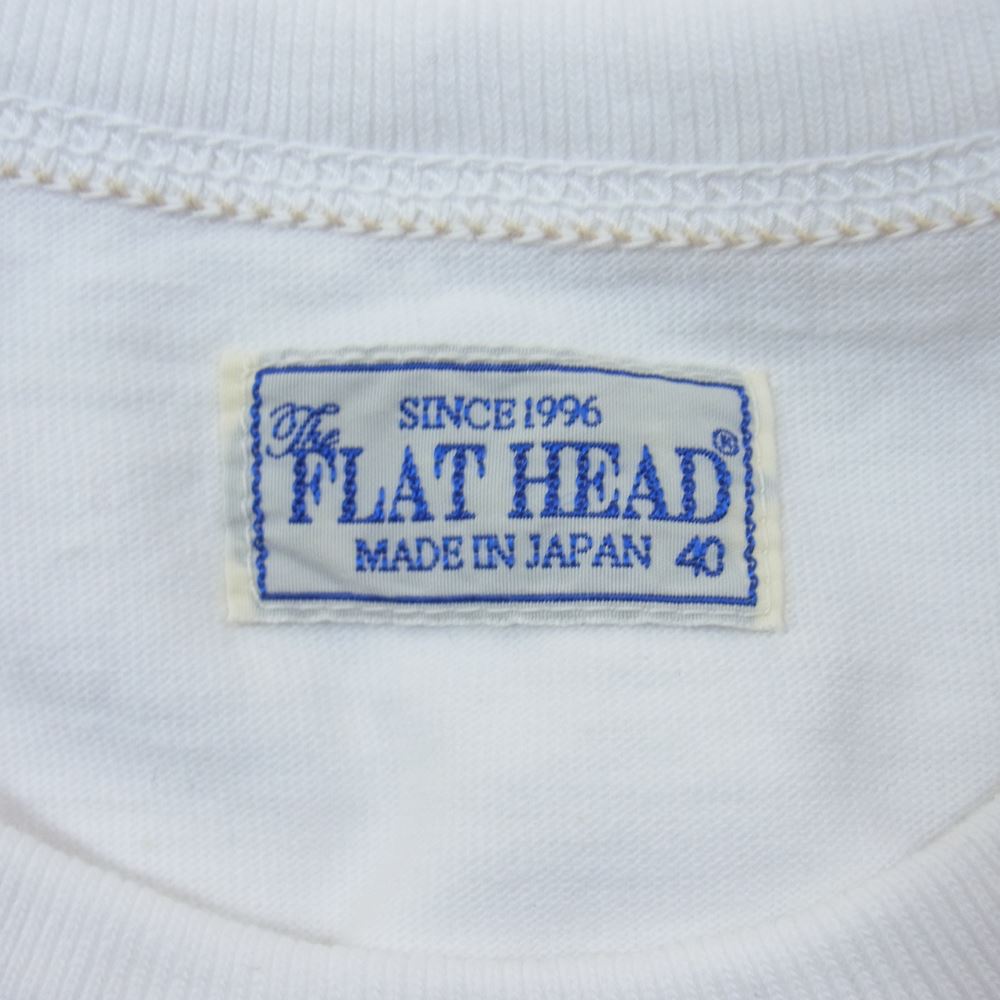 SINCE 1996
The
FLAT HEAD®
MADE IN JAPAN 40